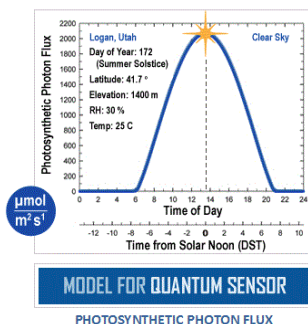 2200
2000
1800
1600
1400
1200
1000
800
600
400
200
0
Photosynthetic Photon Flux
Logan, Utah
Clear Sky
Day of Year: 172
(Summer Solstice)
Latitude: 41.7 °
Elevation: 1400 m
RH: 30 %
Temp: 25 C
0 2 4 6 8 10 12 14 16 18 20 22 24
Time of Day
-12 -10 -8 -6 -4 -2 0 2 4 6 8 10
Time from Solar Noon (DST)
µmol
m² s¹
MODEL FOR QUANTUM SENSOR
PHOTOSYNTHETIC PHOTON FLUX